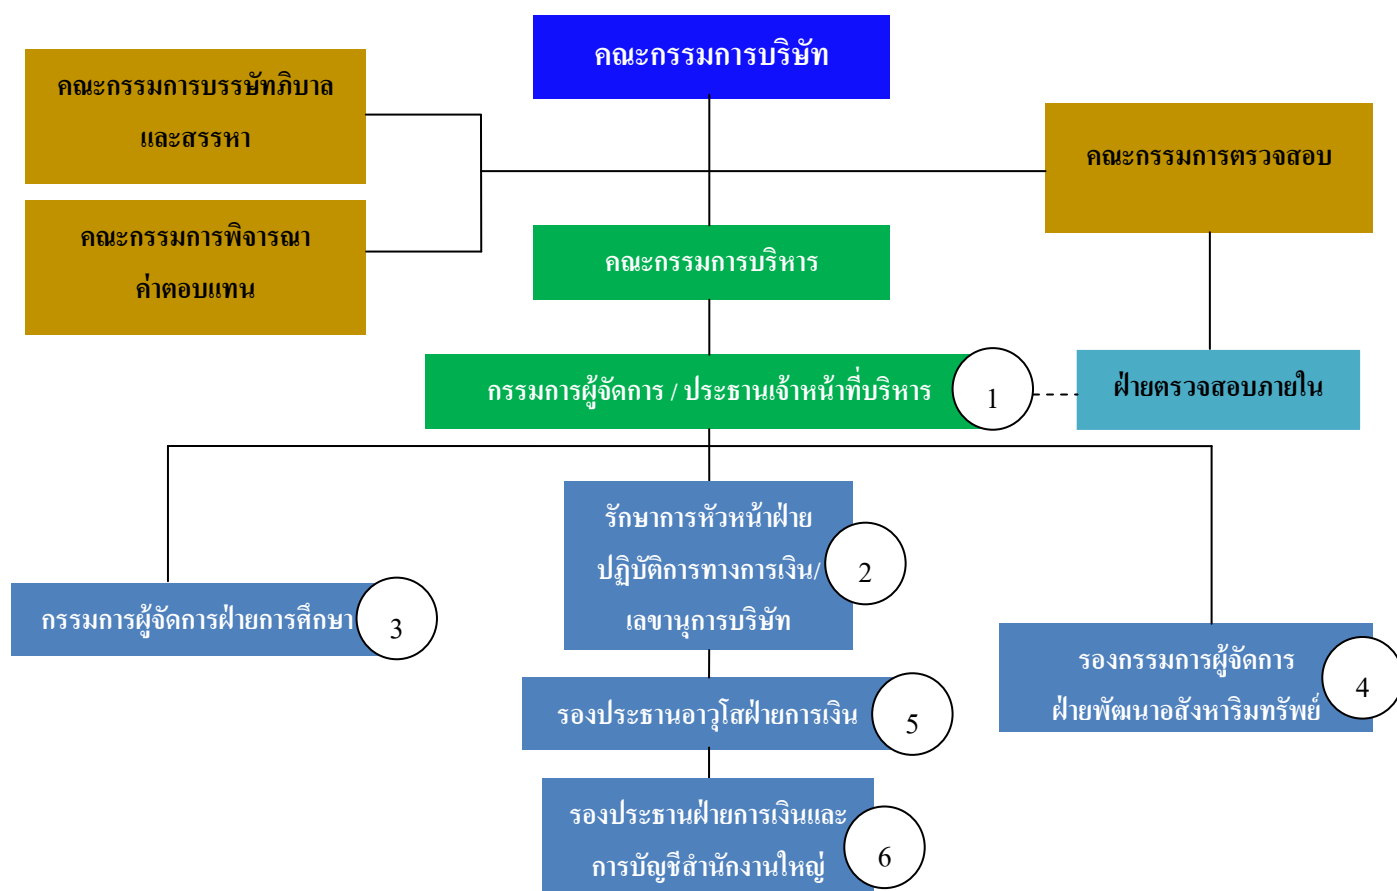 คณะกรรมการบริษัท
คณะกรรมการบรรษัทภิบาล
และสรรหา
คณะกรรมการตรวจสอบ
คณะกรรมการพิจารณา
ค่าตอบแทน
คณะกรรมการบริหาร
กรรมการผู้จัดการ / ประธานเจ้าหน้าที่บริหาร
1
ฝ่ายตรวจสอบภายใน
รักษาการหัวหน้าฝ่าย
ปฏิบัติการทางการเงิน/
เลขานุการบริษัท
2
กรรมการผู้จัดการฝ่ายการศึกษา
3
รองกรรมการผู้จัดการ
ฝ่ายพัฒนาอสังหาริมทรัพย์
4
รองประธานอาวุโสฝ่ายการเงิน
5
รองประธานฝ่ายการเงินและ
การบัญชีสำนักงานใหญ่
6